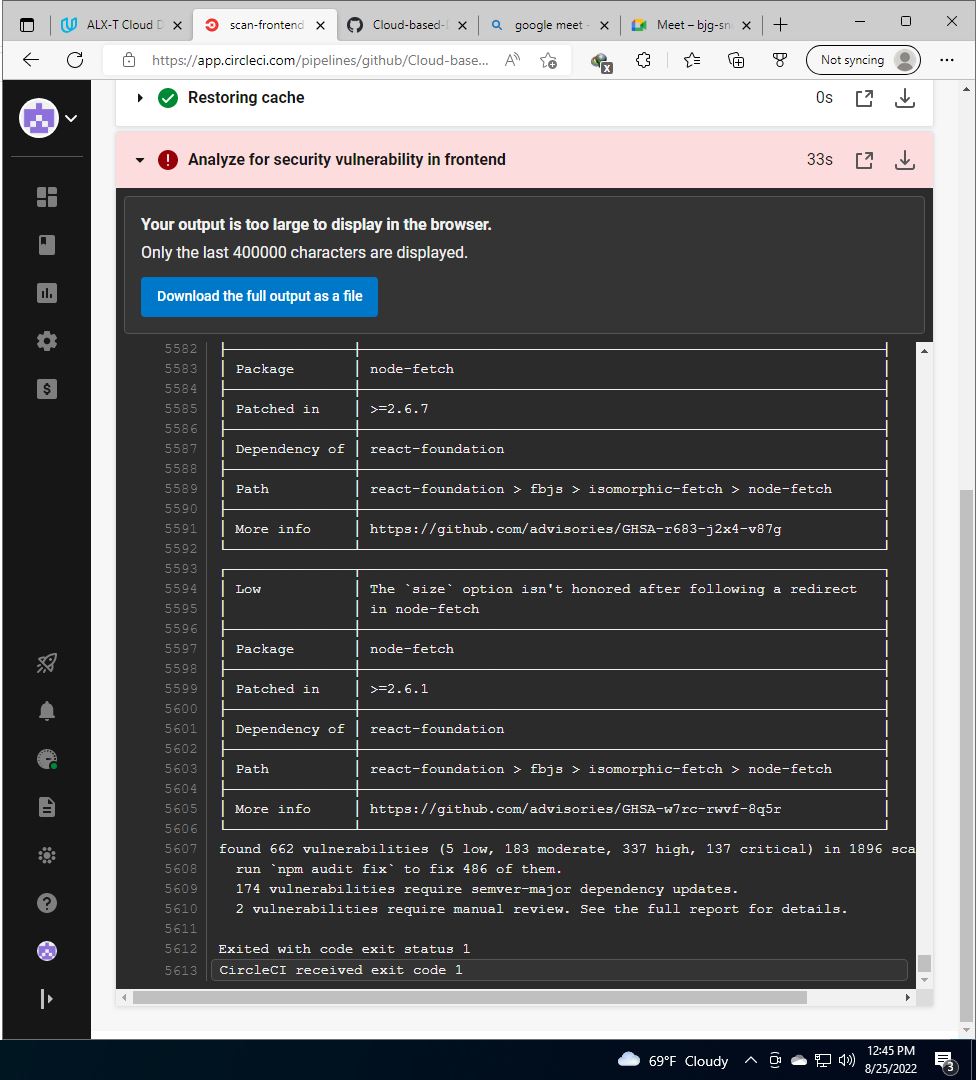 ALX-T Cloud D
scan-frontend
Cloud-based-
google meet -
Meet – bjg-sn
https://app.circleci.com/pipelines/github/Cloud-base...
Not syncing
Restoring cache 0s
Analyze for security vulnerability in frontend 33s
Your output is too large to display in the browser.
Only the last 400000 characters are displayed.
Download the full output as a file
5582
5583 Package node-fetch
5584
5585 Patched in >=2.6.7
5586
5587 Dependency of react-foundation
5588
5589 Path react-foundation > fbjs > isomorphic-fetch > node-fetch
5590
5591 More info https://github.com/advisories/GHSA-r683-j2x4-v87g
5592
5593
5594 Low The `size` option isn't honored after following a redirect
5595 in node-fetch
5596
5597 Package node-fetch
5598
5599 Patched in >=2.6.1
5600
5601 Dependency of react-foundation
5602
5603 Path react-foundation > fbjs > isomorphic-fetch > node-fetch
5604
5605 More info https://github.com/advisories/GHSA-w7rc-rwvf-8q5r
5606
5607 found 662 vulnerabilities (5 low, 183 moderate, 337 high, 137 critical) in 1896 sca
5608 run `npm audit fix` to fix 486 of them.
5609 174 vulnerabilities require semver-major dependency updates.
5610 2 vulnerabilities require manual review. See the full report for details.
5611
5612 Exited with code exit status 1
5613 CircleCI received exit code 1
69°F Cloudy
12:45 PM
8/25/2022
3